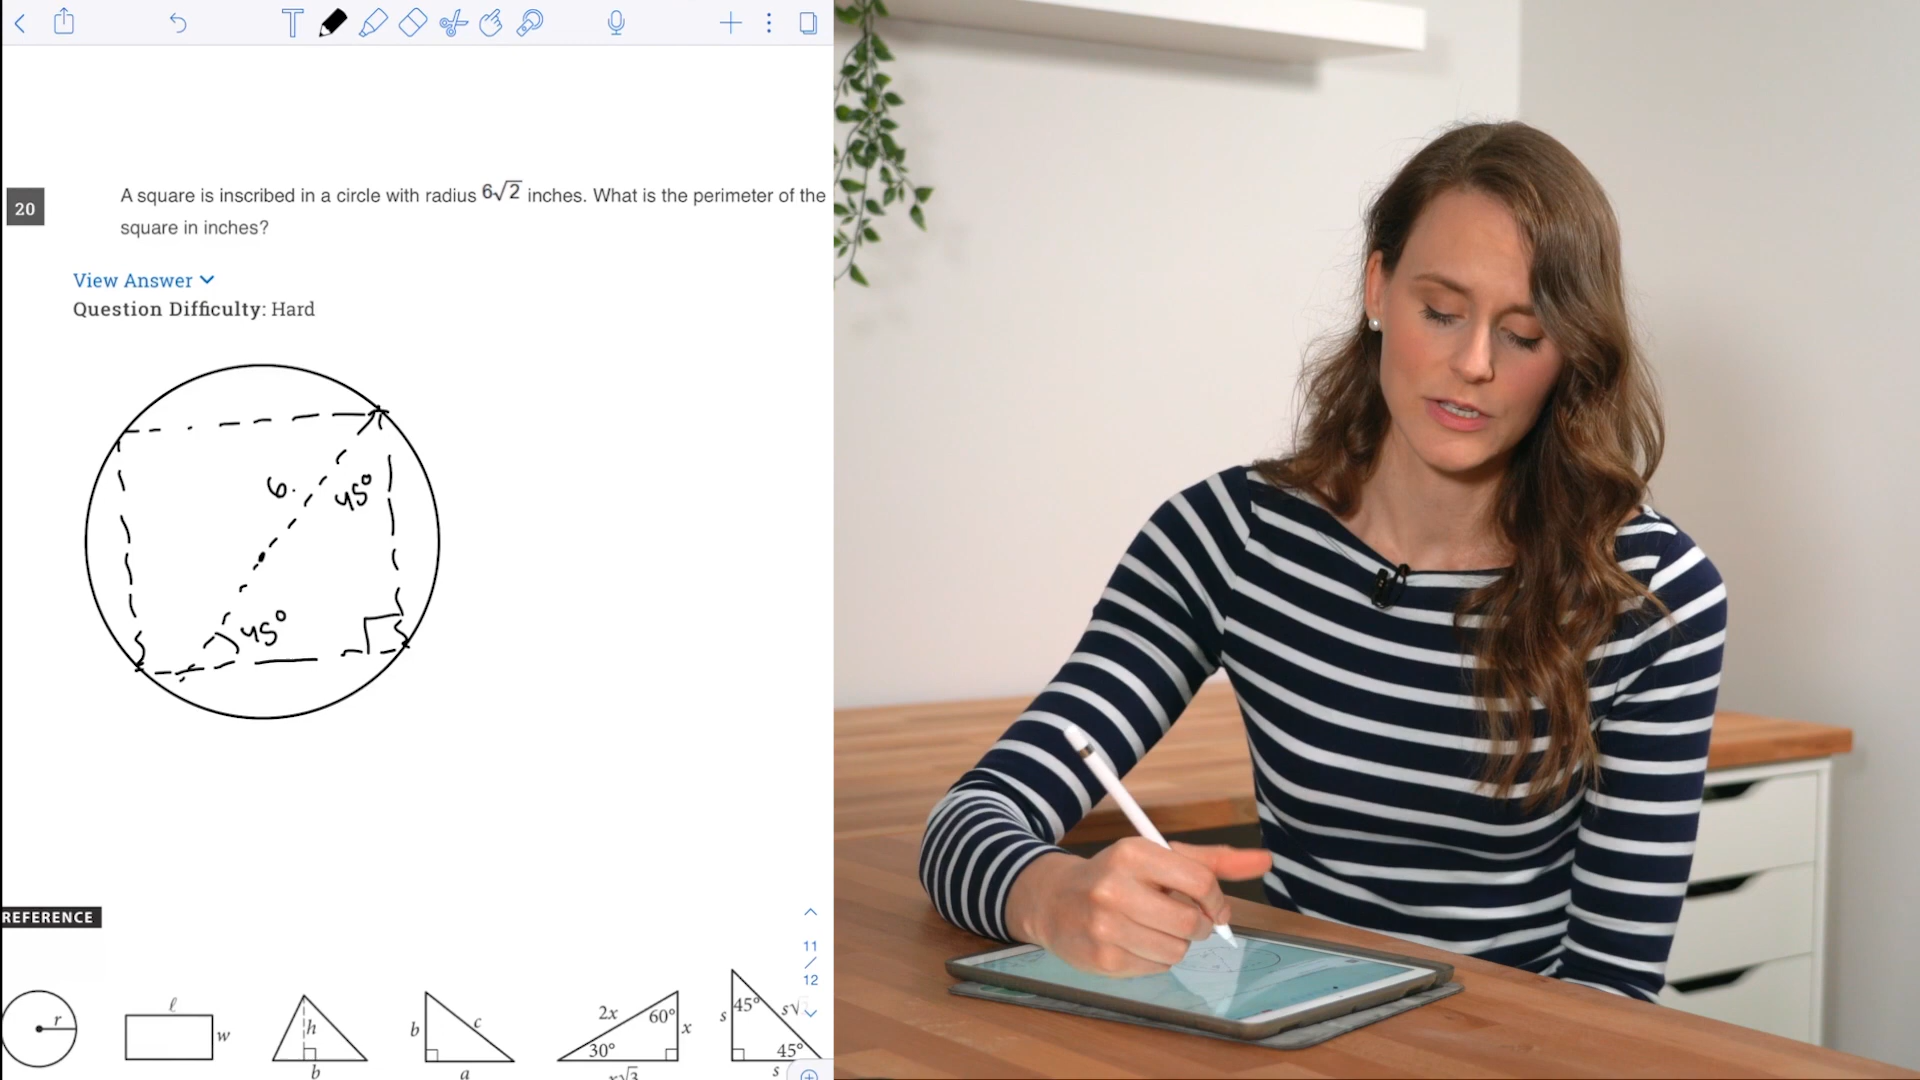 20
A square is inscribed in a circle with radius 6√2 inches. What is the perimeter of the
square in inches?
View Answer
Question Difficulty: Hard
6.
45°
45°
REFERENCE
11
/
12
r
ℓ
w
h
b
b
c
a
2x
60°
x
30°
x√3
s
45°
s√
45°
s